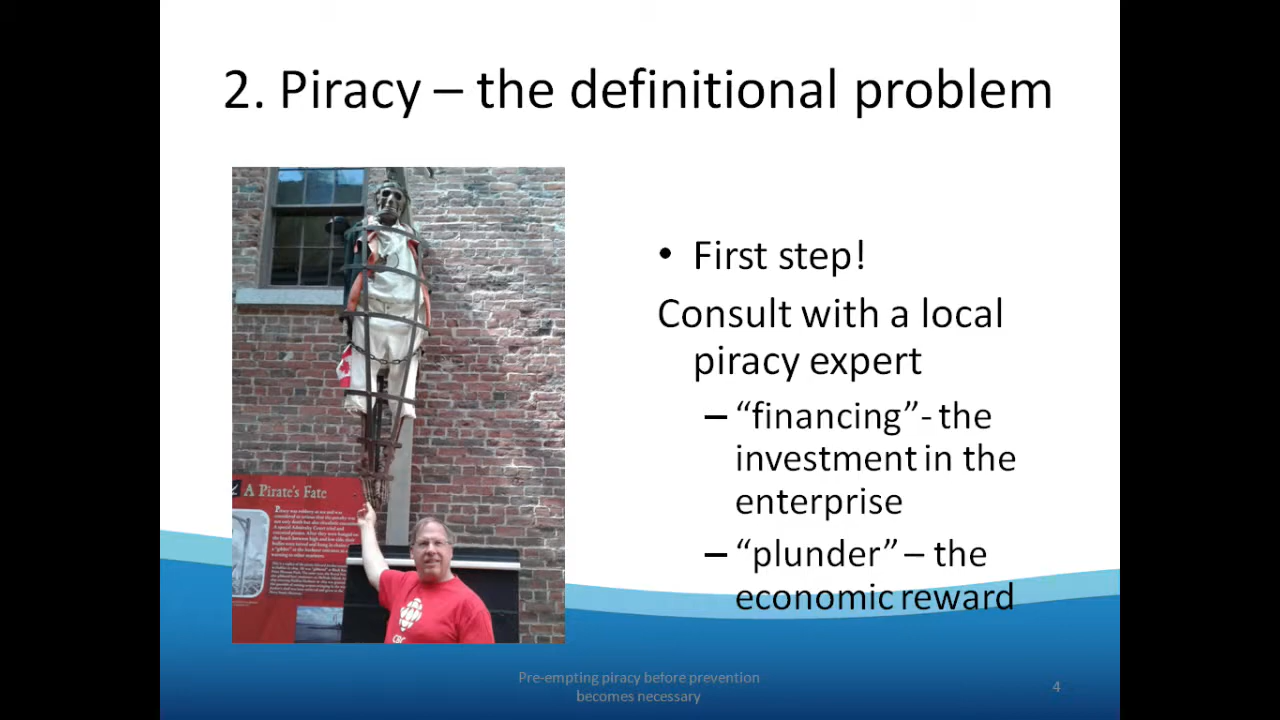 2. Piracy – the definitional problem
A Pirate's Fate
CBC
• First step!
Consult with a local
piracy expert
– “financing”- the
investment in the
enterprise
– “plunder” – the
economic reward
Pre-empting piracy before prevention
becomes necessary
4